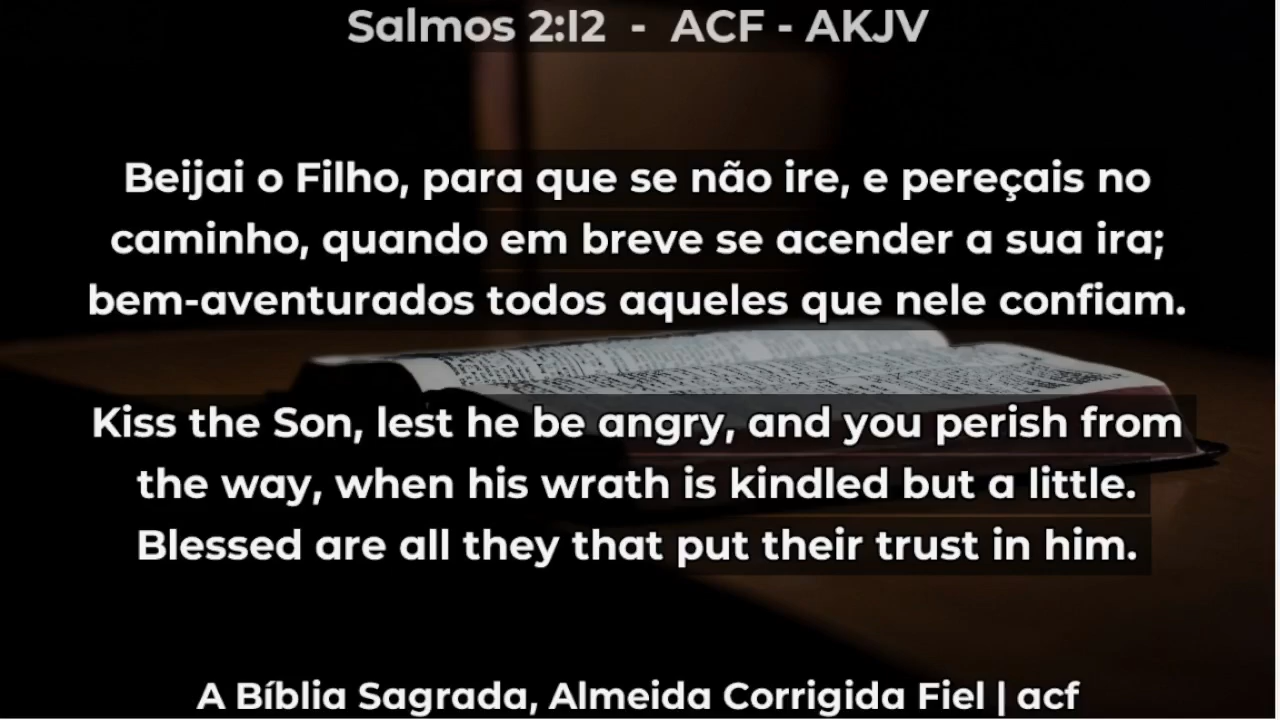 Salmos 2:12 - ACF - AKJV
Beijai o Filho, para que se não ire, e pereçais no
caminho, quando em breve se acender a sua ira;
bem-aventurados todos aqueles que nele confiam.
Kiss the Son, lest he be angry, and you perish from
the way, when his wrath is kindled but a little.
Blessed are all they that put their trust in him.
A Bíblia Sagrada, Almeida Corrigida Fiel | acf